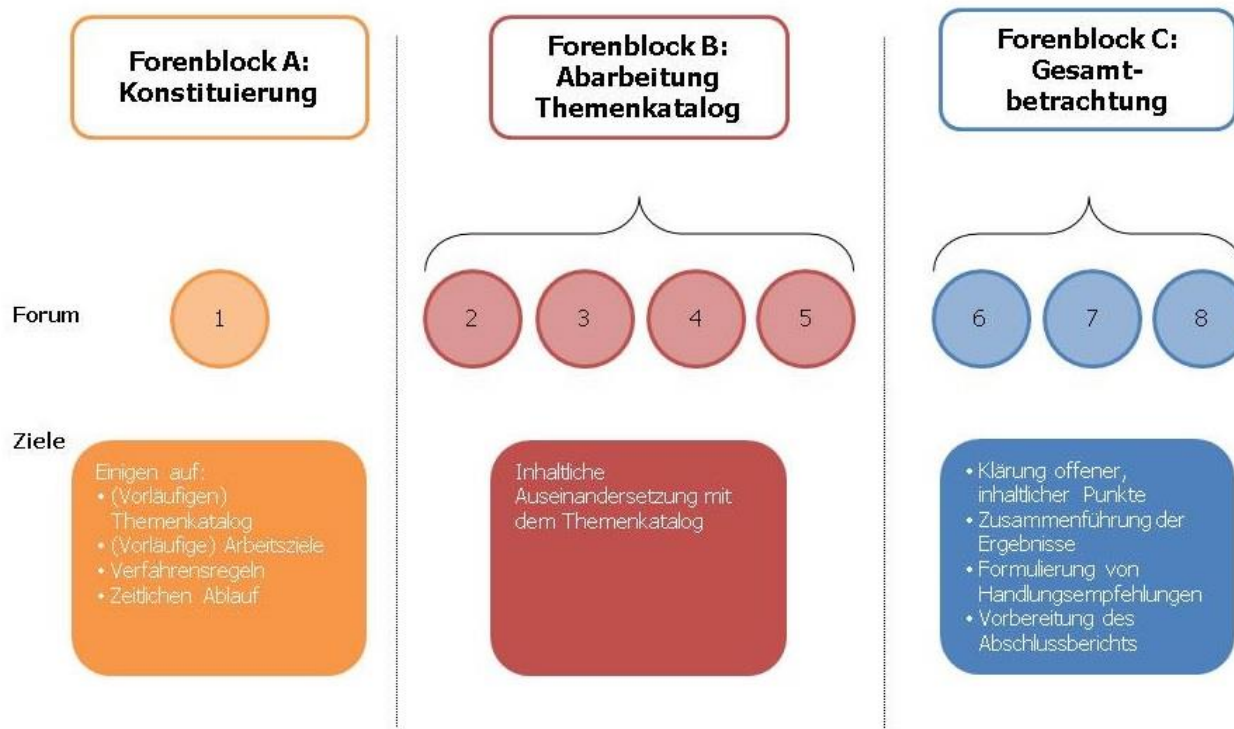 Forenblock A:
Konstituierung
Forenblock B:
Abarbeitung
Themenkatalog
Forenblock C:
Gesamt-
betrachtung
Forum
1
2
3
4
5
6
7
8
Ziele
Einigen auf:
• (Vorläufigen)
Themenkatalog
• (Vorläufige) Arbeitsziele
• Verfahrensregeln
• Zeitlichen Ablauf
Inhaltliche
Auseinandersetzung mit
dem Themenkatalog
• Klärung offener,
inhaltlicher Punkte
• Zusammenführung der
Ergebnisse
• Formulierung von
Handlungsempfehlungen
• Vorbereitung des
Abschlussberichts